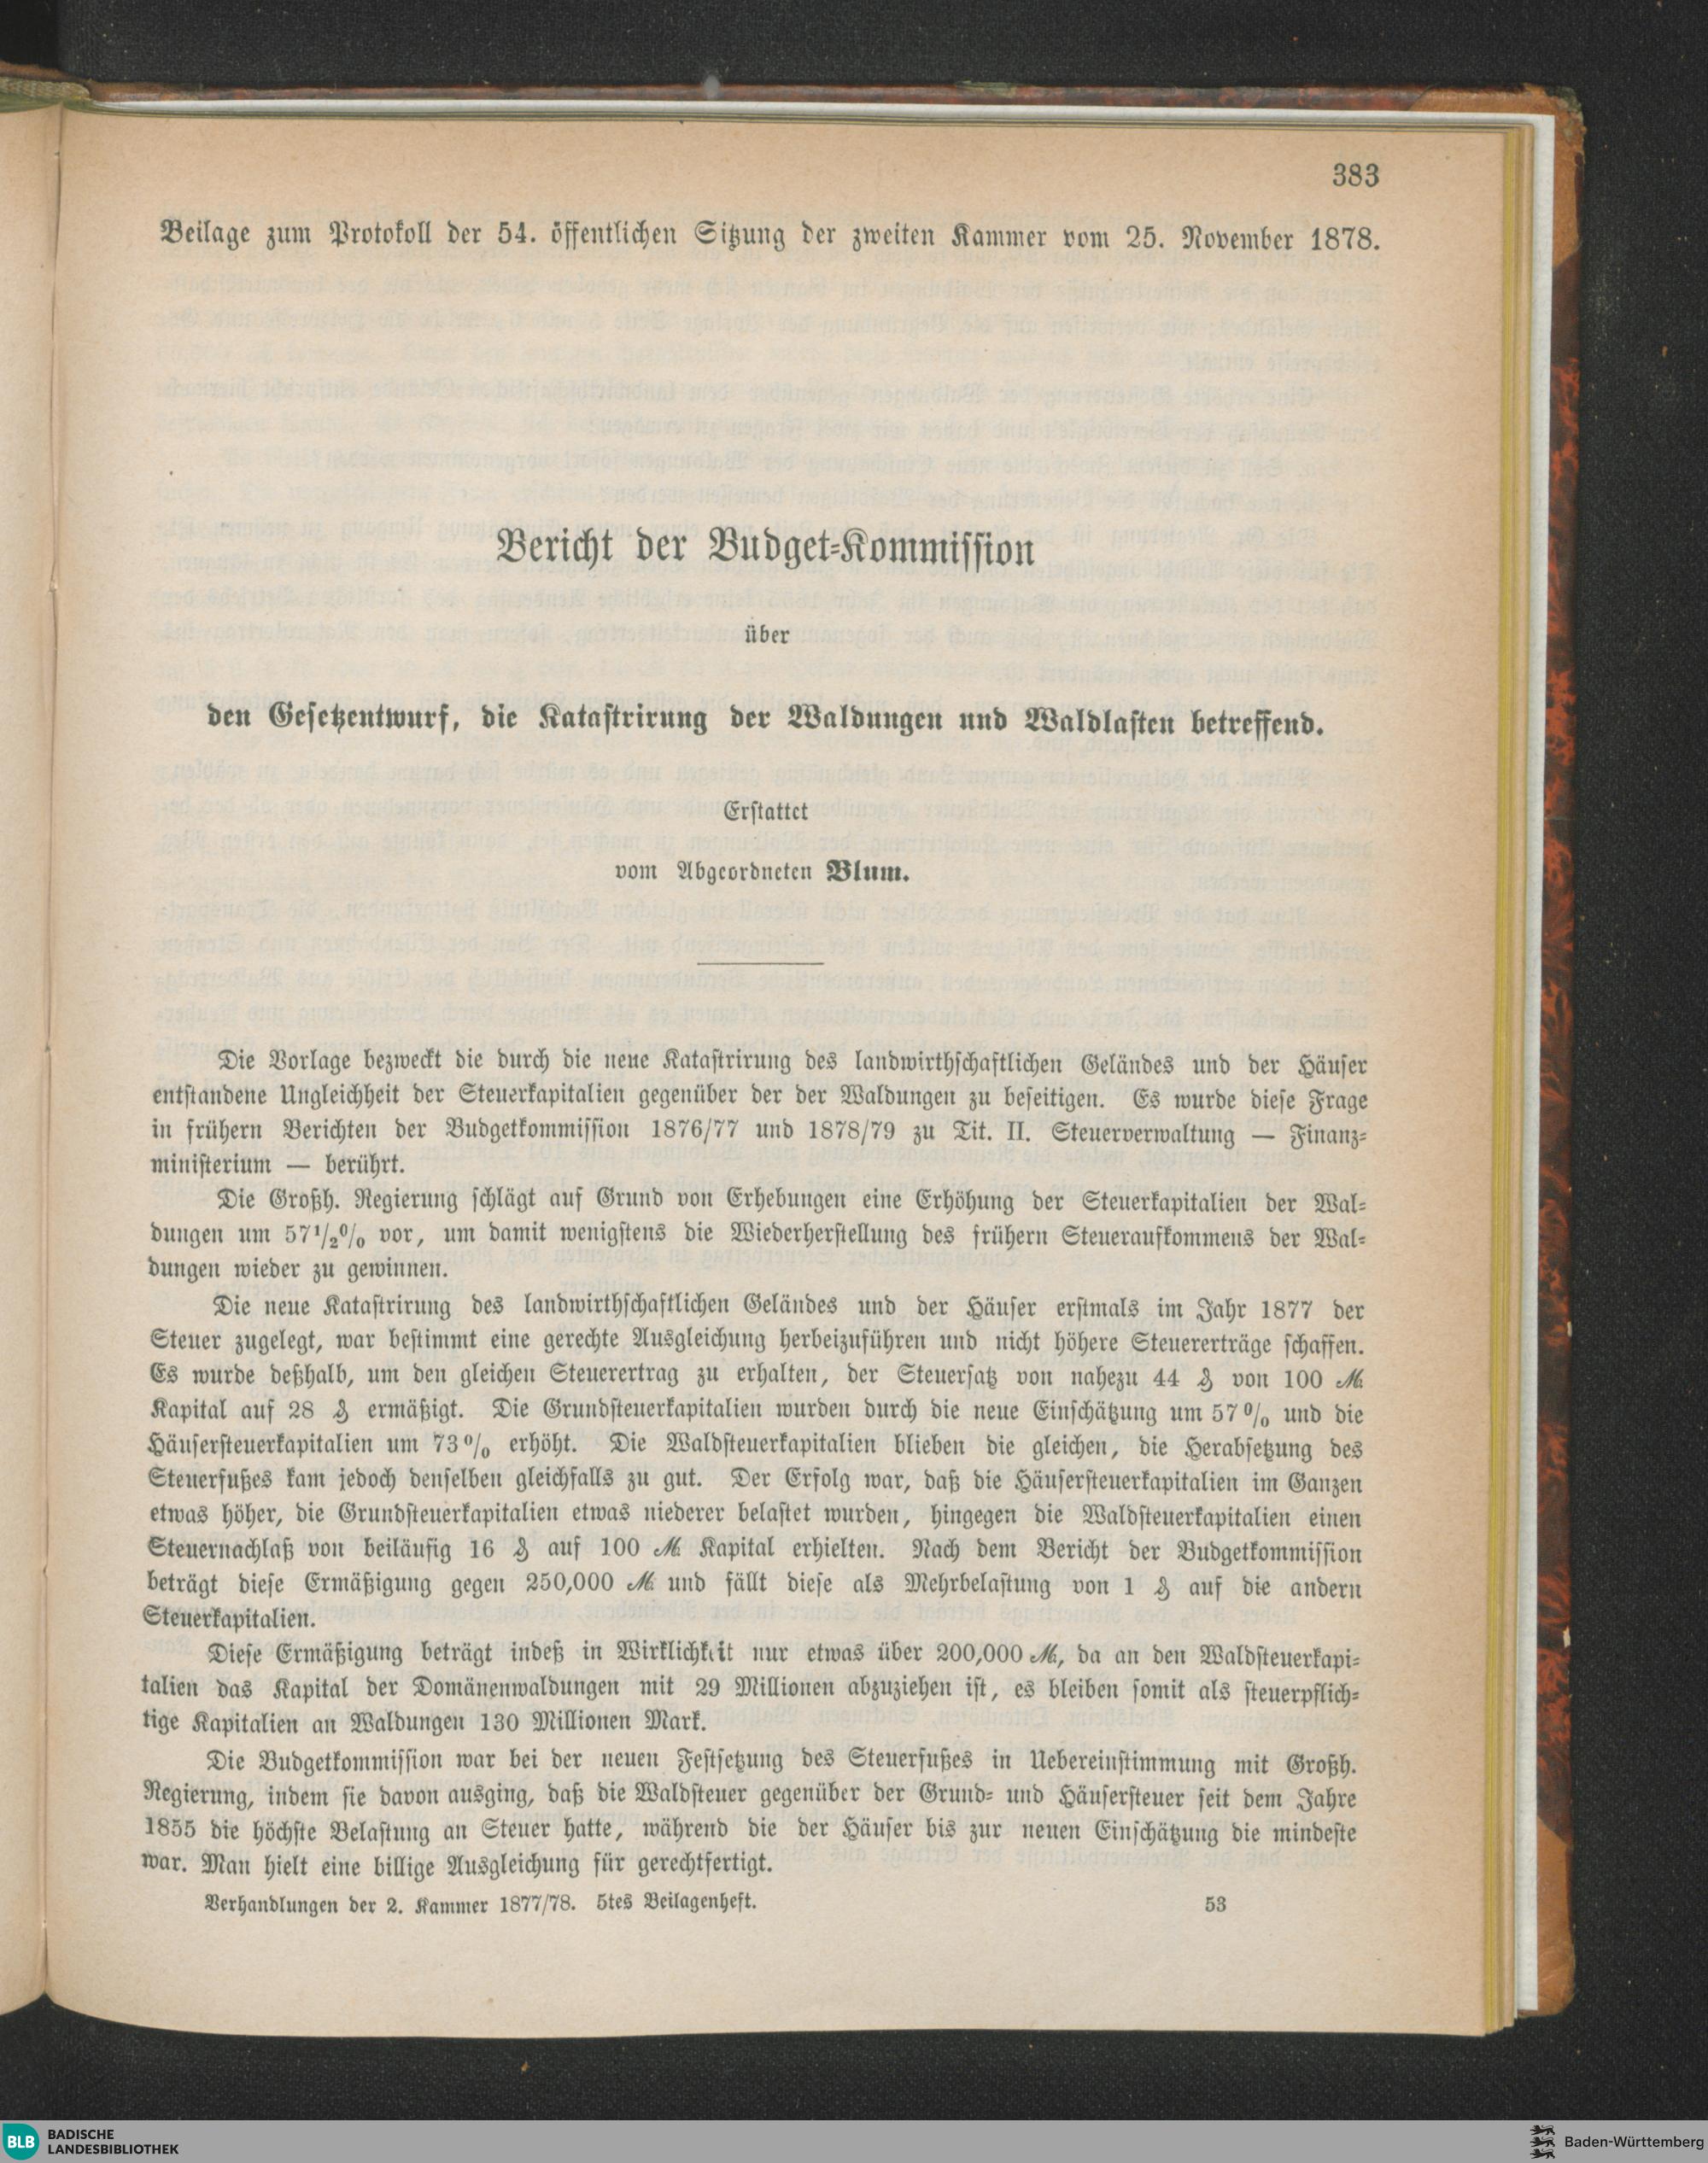 383
Beilage zum Protokoll der 54. öffentlichen Sitzung der zweiten Kammer vom 25. November 1878.
Bericht der Budget-Kommission
über
den Gesetzentwurf, die Katastrirung der Waldungen und Waldlasten betreffend.
Erstattet
vom Abgeordneten Blum.
Die Vorlage bezweckt die durch die neue Katastrirung des landwirthschaftlichen Geländes und der Häuser
entstandene Ungleichheit der Steuerkapitalien gegenüber der der Waldungen zu beseitigen. Es wurde diese Frage
in frühern Berichten der Budgetkommission 1876/77 und 1878/79 zu Tit. II. Steuerverwaltung — Finanz-
ministerium — berührt.
Die Großh. Regierung schlägt auf Grund von Erhebungen eine Erhöhung der Steuerkapitalien der Wal-
dungen um 57 1/2 % vor, um damit wenigstens die Wiederherstellung des frühern Steueraufkommens der Wal-
dungen wieder zu gewinnen.
Die neue Katastrirung des landwirthschaftlichen Geländes und der Häuser erstmals im Jahr 1877 der
Steuer zugelegt, war bestimmt eine gerechte Ausgleichung herbeizuführen und nicht höhere Steuererträge schaffen.
Es wurde deßhalb, um den gleichen Steuerertrag zu erhalten, der Steuersatz von nahezu 44 ₰ von 100 ℳ
Kapital auf 28 ₰ ermäßigt. Die Grundsteuerkapitalien wurden durch die neue Einschätzung um 57 % und die
Häusersteuerkapitalien um 73 % erhöht. Die Waldsteuerkapitalien blieben die gleichen, die Herabsetzung des
Steuerfußes kam jedoch denselben gleichfalls zu gut. Der Erfolg war, daß die Häusersteuerkapitalien im Ganzen
etwas höher, die Grundsteuerkapitalien etwas niederer belastet wurden, hingegen die Waldsteuerkapitalien einen
Steuernachlaß von beiläufig 16 ₰ auf 100 ℳ Kapital erhielten. Nach dem Bericht der Budgetkommission
beträgt diese Ermäßigung gegen 250,000 ℳ und fällt diese als Mehrbelastung von 1 ₰ auf die andern
Steuerkapitalien.
Diese Ermäßigung beträgt indeß in Wirklichkeit nur etwas über 200,000 ℳ, da an den Waldsteuerkapi-
talien das Kapital der Domänenwaldungen mit 29 Millionen abzuziehen ist, es bleiben somit als steuerpflich-
tige Kapitalien an Waldungen 130 Millionen Mark.
Die Budgetkommission war bei der neuen Festsetzung des Steuerfußes in Uebereinstimmung mit Großh.
Regierung, indem sie davon ausging, daß die Waldsteuer gegenüber der Grund- und Häusersteuer seit dem Jahre
1855 die höchste Belastung an Steuer hatte, während die der Häuser bis zur neuen Einschätzung die mindeste
war. Man hielt eine billige Ausgleichung für gerechtfertigt.
Verhandlungen der 2. Kammer 1877/78. 5tes Beilagenheft. 53
BLB BADISCHE
LANDESBIBLIOTHEK
Baden-Württemberg